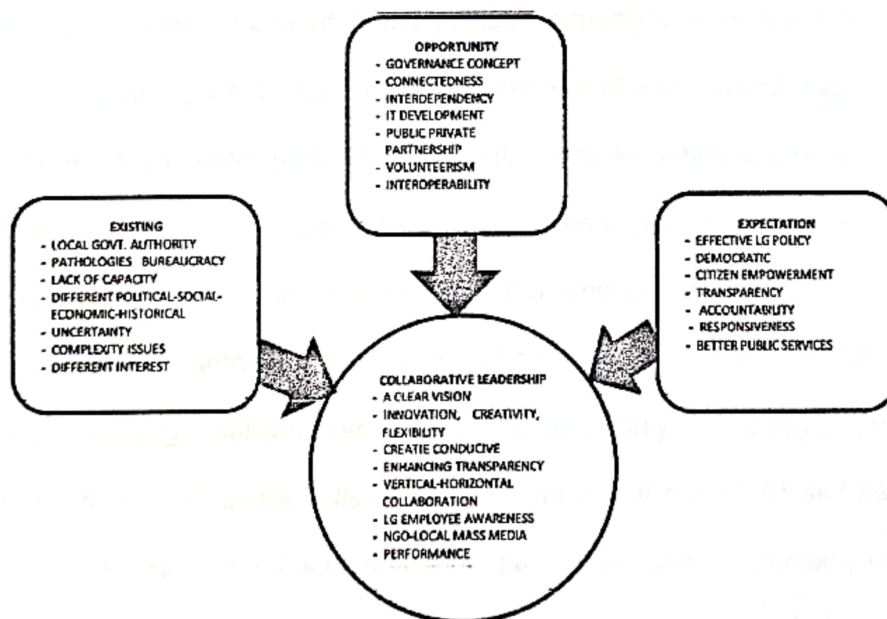 OPPORTUNITY
- GOVERNANCE CONCEPT
- CONNECTEDNESS
- INTERDEPENDENCY
- IT DEVELOPMENT
- PUBLIC PRIVATE
PARTNERSHIP
- VOLUNTEERISM
- INTEROPERABILITY
EXISTING
- LOCAL GOVT. AUTHORITY
- PATHOLOGIES BUREAUCRACY
- LACK OF CAPACITY
- DIFFERENT POLITICAL-SOCIAL-
ECONOMIC-HISTORICAL
- UNCERTAINTY
- COMPLEXITY ISSUES
- DIFFERENT INTEREST
EXPECTATION
- EFFECTIVE LG POLICY
- DEMOCRATIC
- CITIZEN EMPOWERMENT
- TRANSPARENCY
- ACCOUNTABILITY
- RESPONSIVENESS
- BETTER PUBLIC SERVICES
COLLABORATIVE LEADERSHIP
- A CLEAR VISION
- INNOVATION, CREATIVITY,
FLEXIBILITY
- CREATIE CONDUCIVE
- ENHANCING TRANSPARENCY
- VERTICAL-HORIZONTAL
COLLABORATION
- LG EMPLOYEE AWARENESS
- NGO-LOCAL MASS MEDIA
- PERFORMANCE